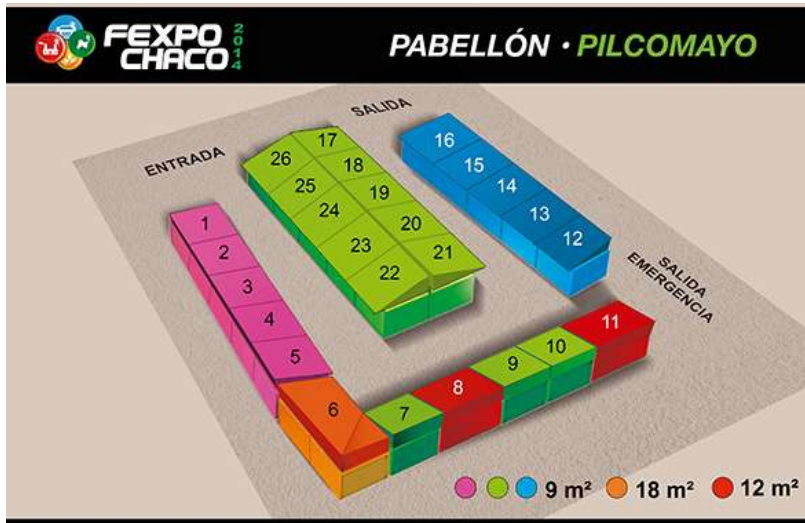 FEXPO
CHACO
2014
PABELLÓN · PILCOMAYO
SALIDA
ENTRADA
17
16
26
18
15
25
19
14
24
1
20
13
23
2
21
12
22
3
SALIDA
EMERGENCIA
4
11
5
10
9
8
6
7
9 m²
18 m²
12 m²